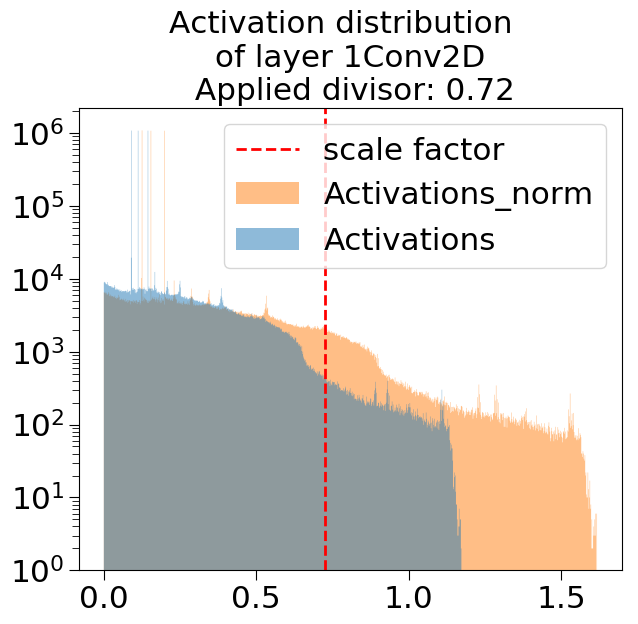 Activation distribution
of layer 1Conv2D
Applied divisor: 0.72
scale factor
Activations_norm
Activations
10^6
10^5
10^4
10^3
10^2
10^1
10^0
0.0 0.5 1.0 1.5